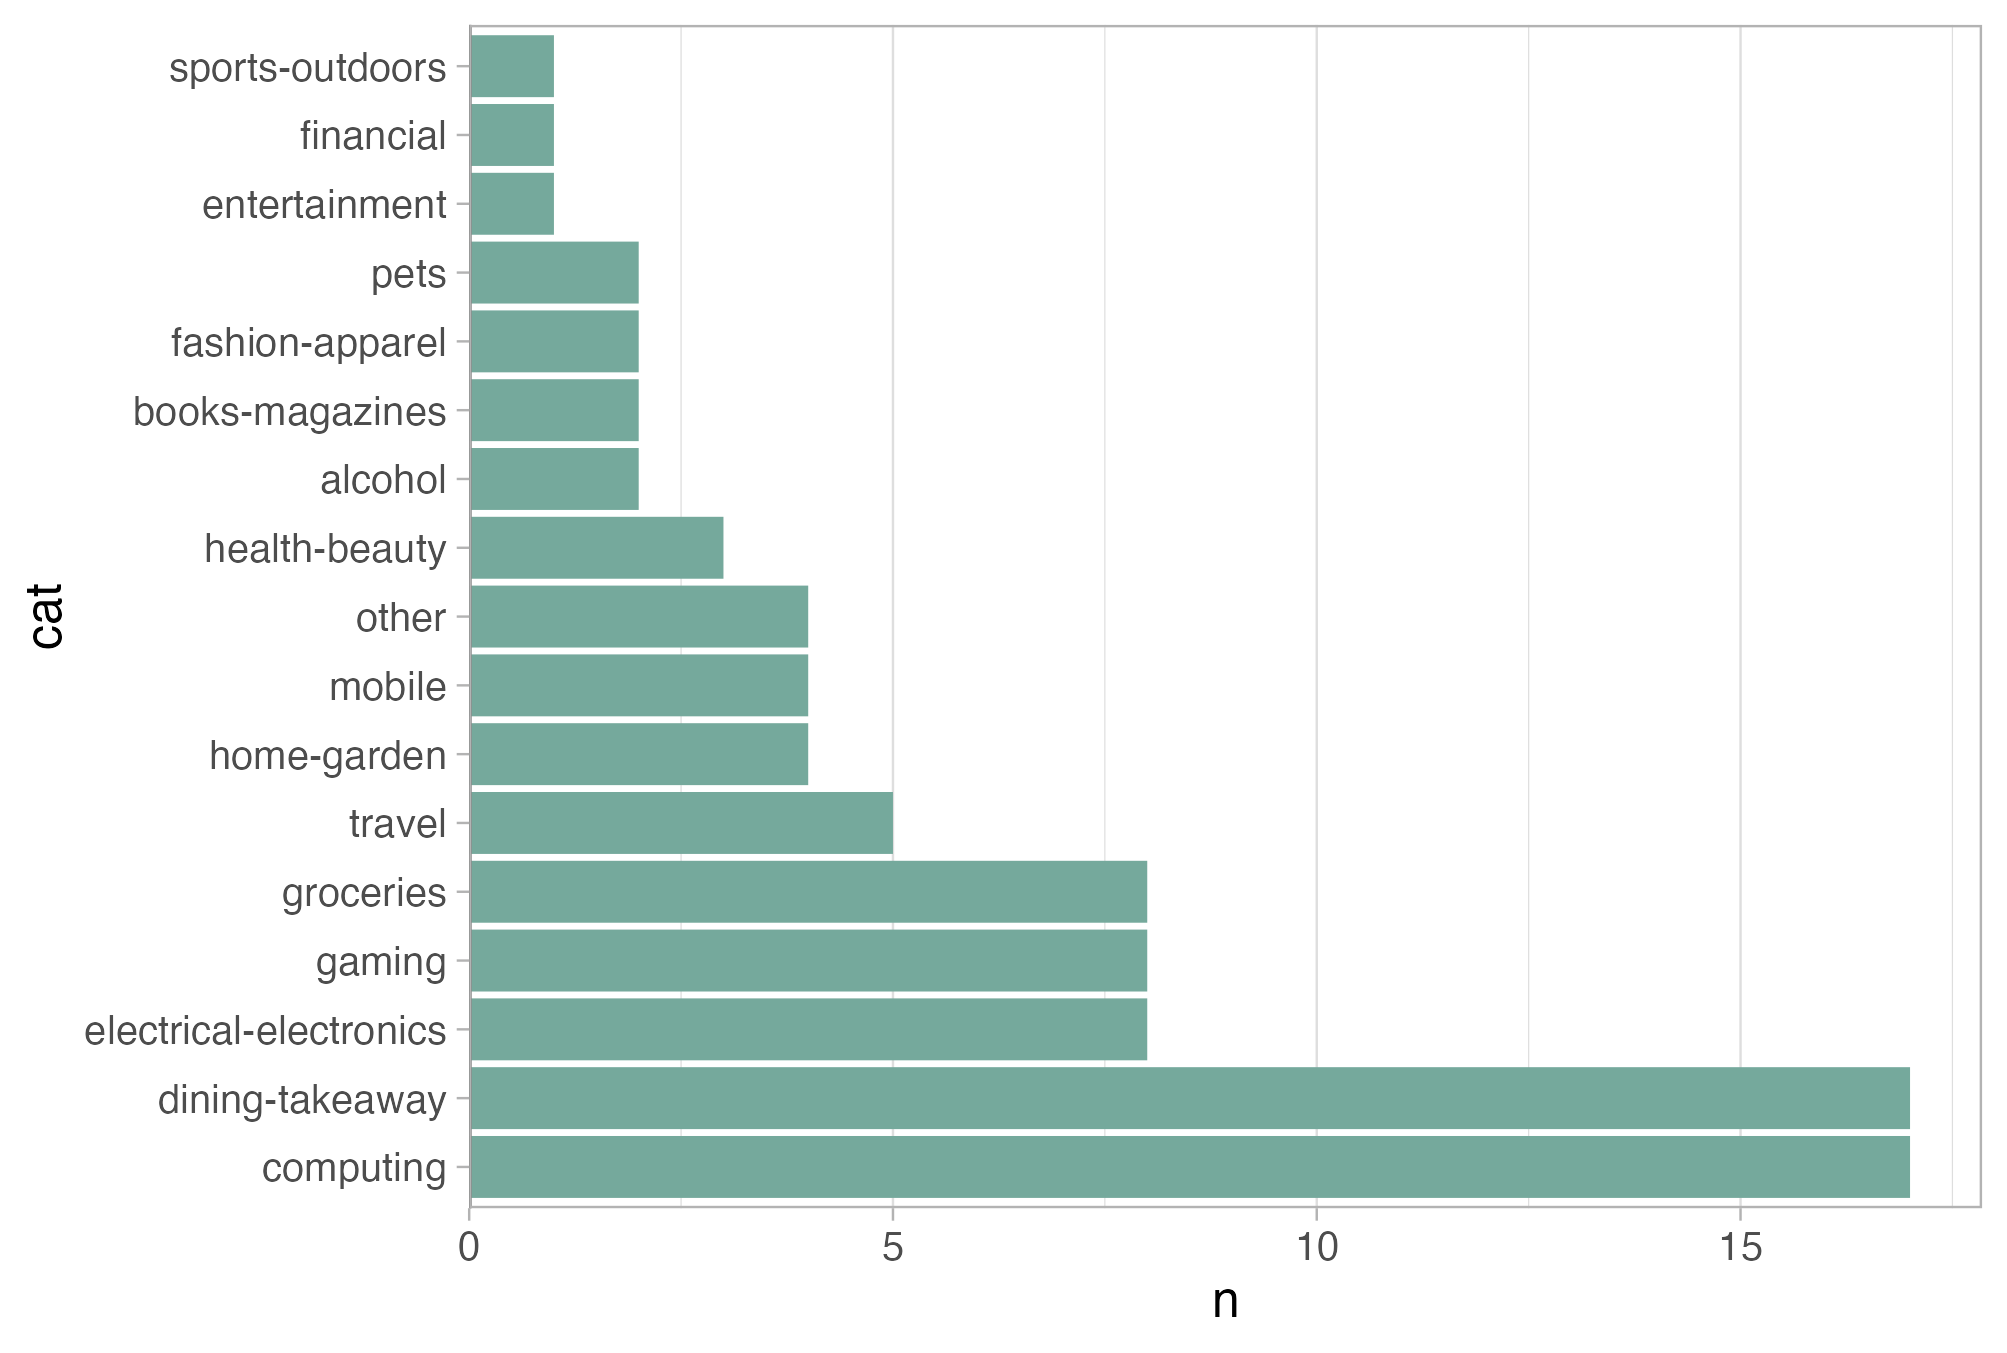 sports-outdoors
financial
entertainment
pets
fashion-apparel
books-magazines
alcohol
health-beauty
other
mobile
home-garden
travel
groceries
gaming
electrical-electronics
dining-takeaway
computing
cat
0 5 10 15
n